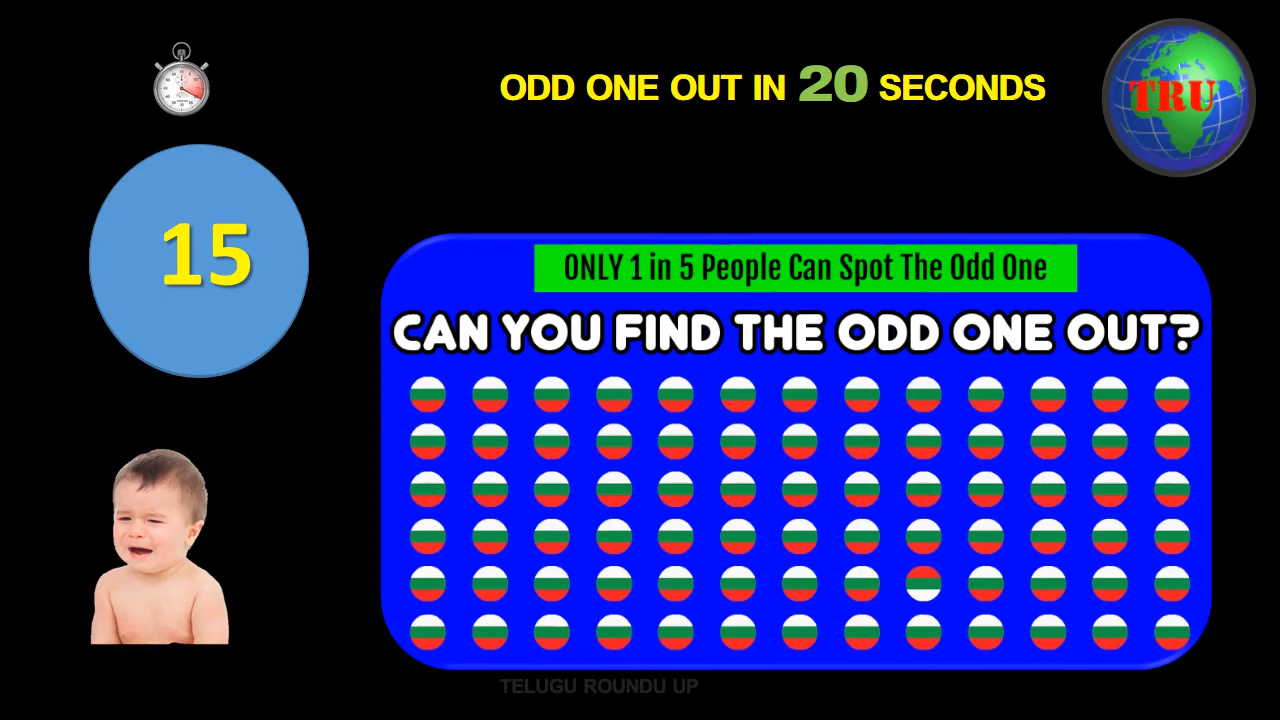 ODD ONE OUT IN 20 SECONDS
TRU
15
ONLY 1 in 5 People Can Spot The Odd One
CAN YOU FIND THE ODD ONE OUT?
TELUGU ROUNDU UP